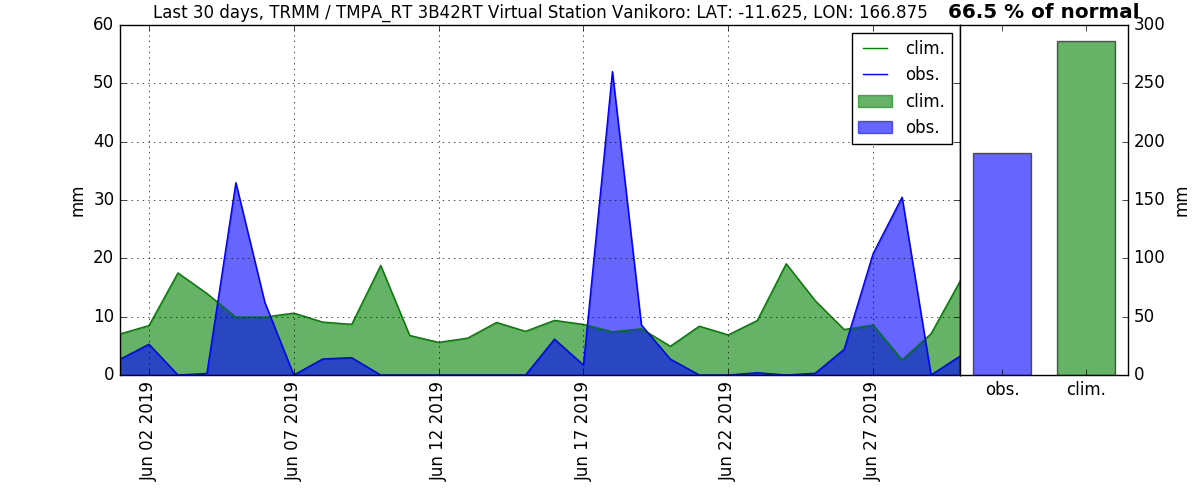 Last 30 days, TRMM / TMPA_RT 3B42RT Virtual Station Vanikoro: LAT: -11.625, LON: 166.875
66.5 % of normal
60
50
40
30
20
10
0
mm
clim.
obs.
clim.
obs.
Jun 02 2019
Jun 07 2019
Jun 12 2019
Jun 17 2019
Jun 22 2019
Jun 27 2019
300
250
200
150
100
50
0
mm
obs.
clim.